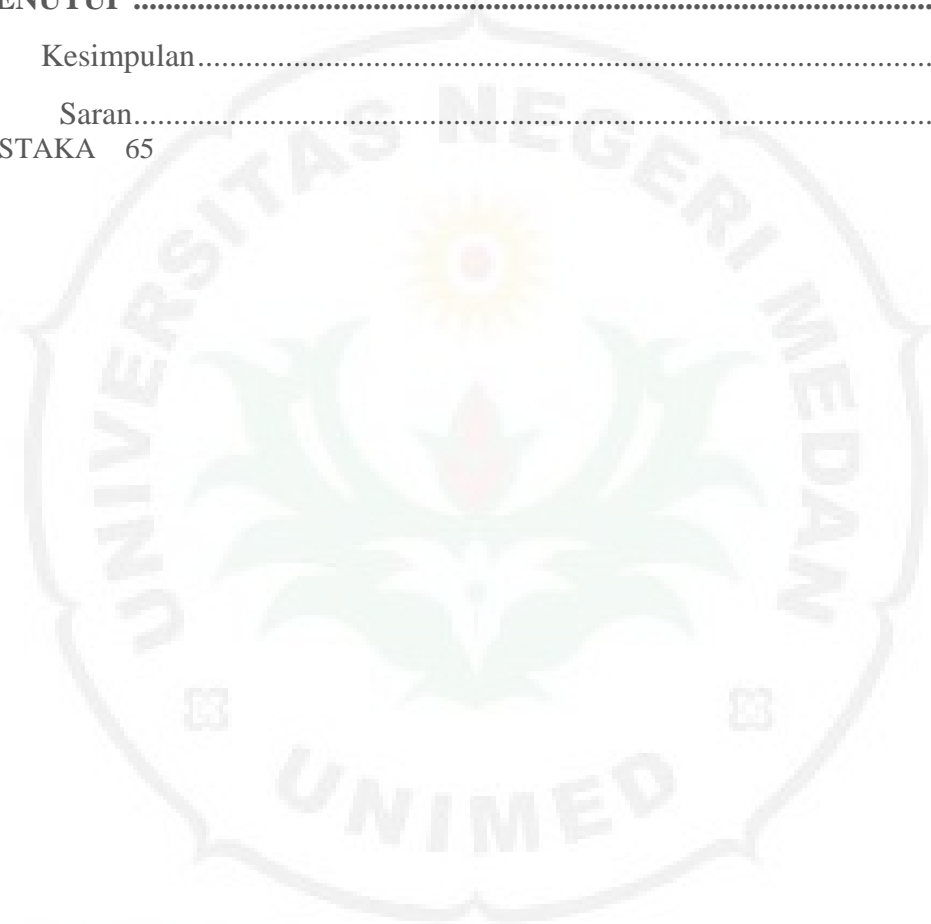 ENUTUP ........................................................................................................
Kesimpulan............................................................................................
Saran....................................................................................................
STAKA 65
UNIVERSITAS NEGERI MEDAN
UNIMED